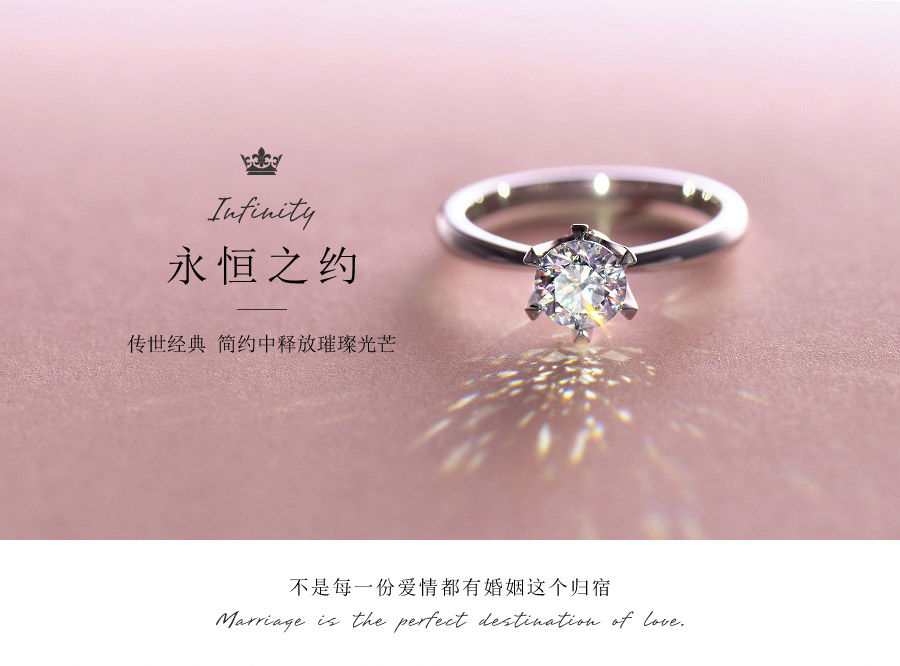 Infinity
永恒之约
传世经典 简约中释放璀璨光芒
不是每一份爱情都有婚姻这个归宿
Marriage is the perfect destination of love.